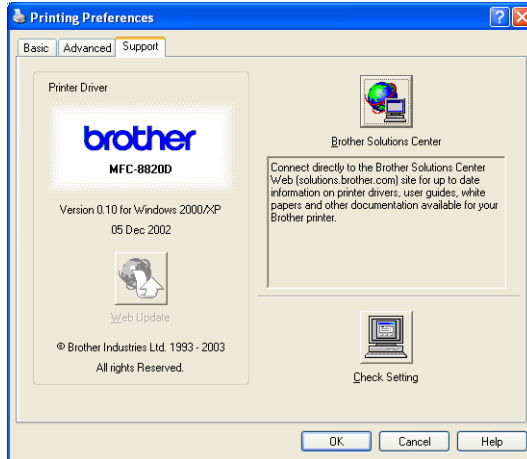 Printing Preferences
Basic
Advanced
Support
Printer Driver
brother
MFC-8820D
Version 0.10 for Windows 2000/XP
05 Dec 2002
Web Update
© Brother Industries Ltd. 1993 - 2003
All rights Reserved.
Brother Solutions Center
Connect directly to the Brother Solutions Center
Web (solutions.brother.com) site for up to date
information on printer drivers, user guides, white
papers and other documentation available for your
Brother printer.
Check Setting
OK
Cancel
Help